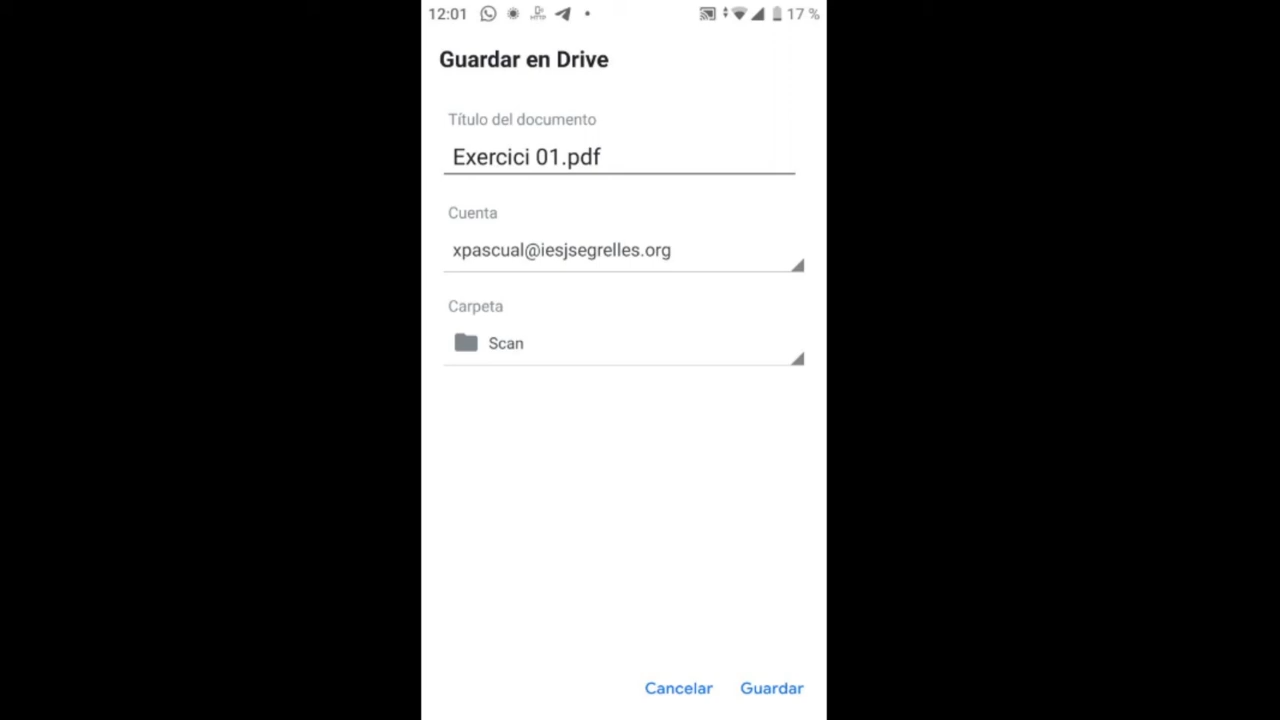 12:01 17 %
Guardar en Drive
Título del documento
Exercici 01.pdf
Cuenta
xpascual@iesjsegrelles.org
Carpeta
Scan
Cancelar Guardar